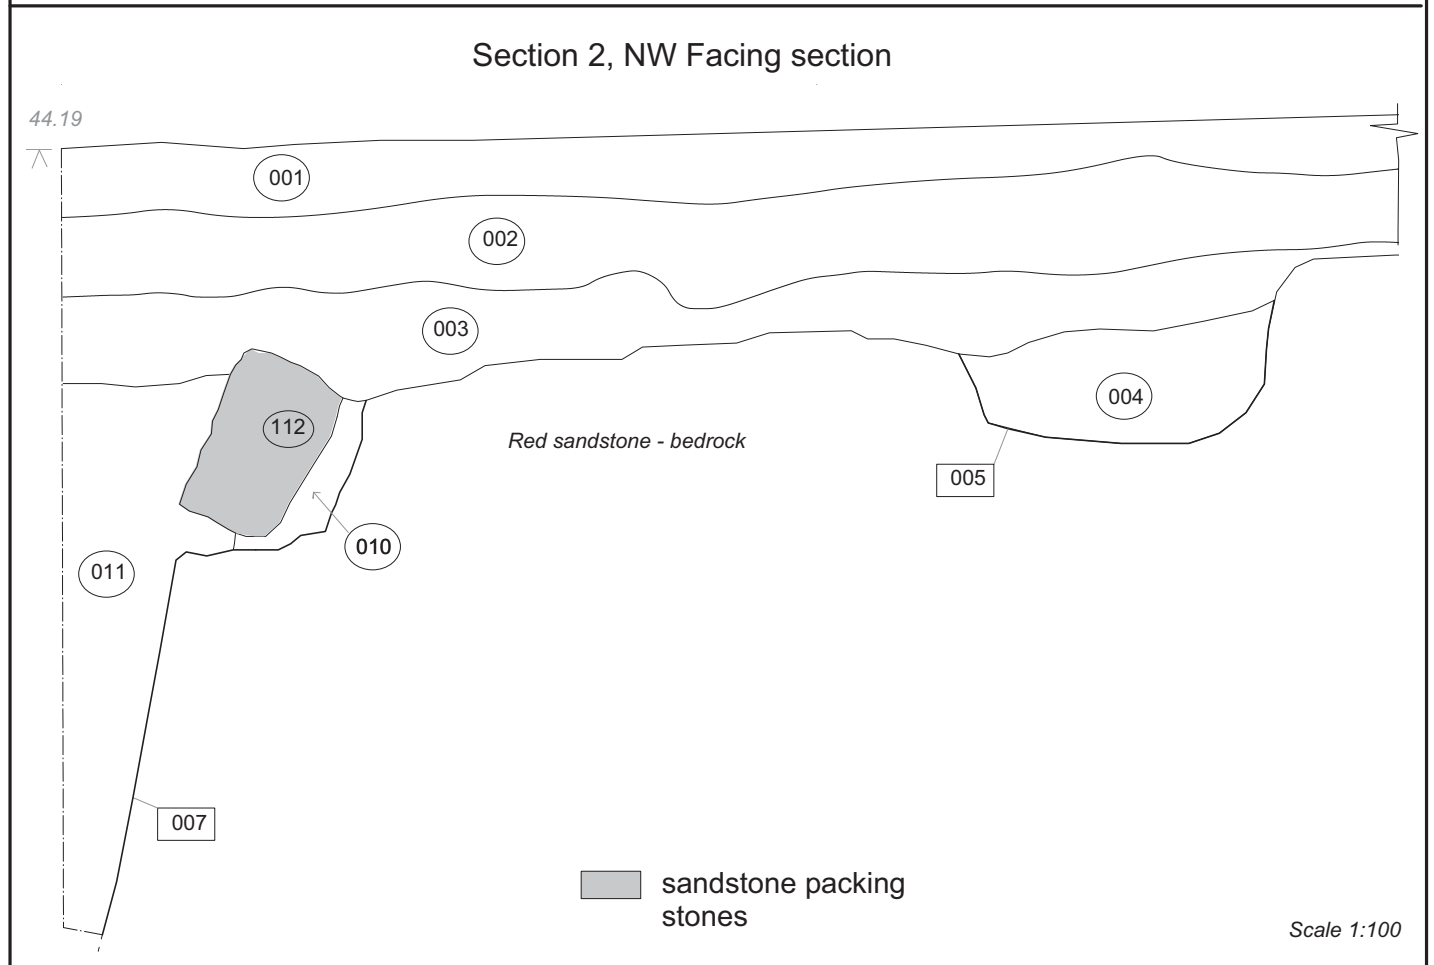 Section 2, NW Facing section
44.19
001
002
003
112
004
Red sandstone - bedrock
005
010
011
007
sandstone packing
stones
Scale 1:100